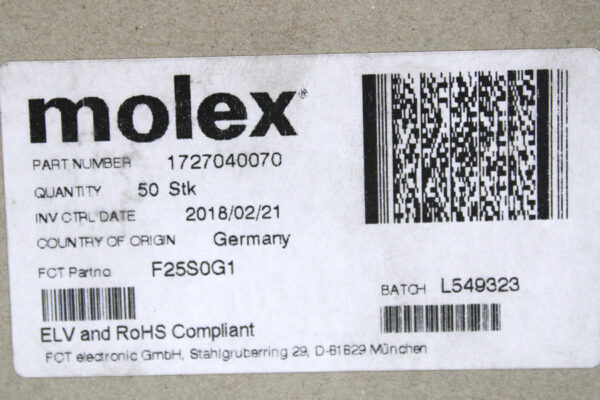 molex®
PART NUMBER 1727040070
QUANTITY 50 Stk
INV CTRL DATE 2018/02/21
COUNTRY OF ORIGIN Germany
FCT Partno. F25S0G1
BATCH L549323
ELV and RoHS Compliant
FCT electronic GmbH, Stahlgruberring 29, D-81829 München